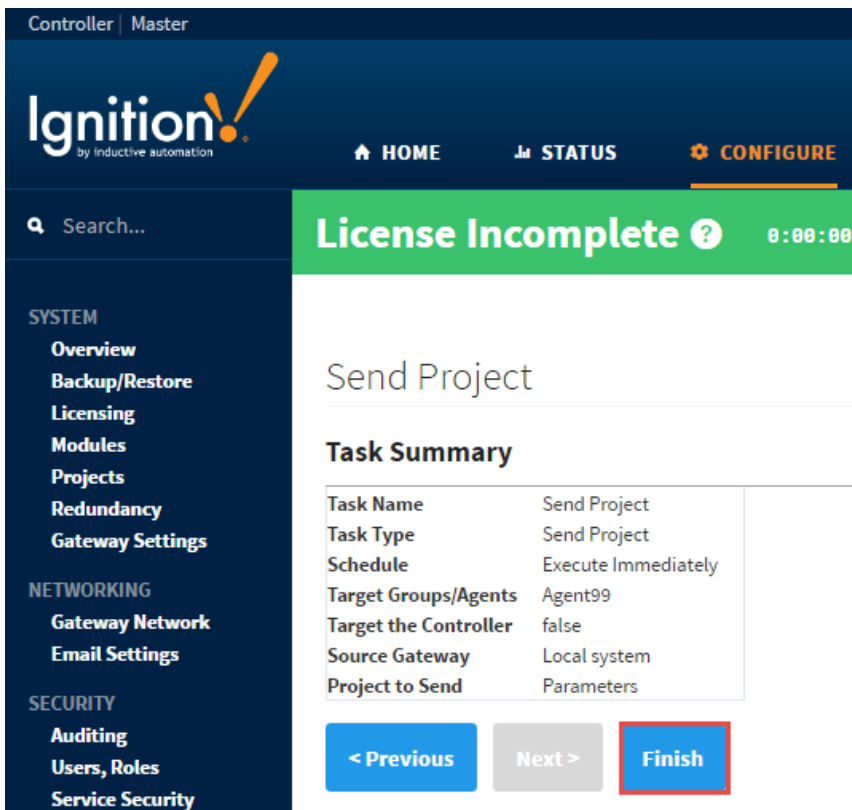 Controller | Master
Ignition!
by inductive automation
HOME STATUS CONFIGURE
Search...
License Incomplete ? 0:00:00
SYSTEM
Overview
Backup/Restore
Licensing
Modules
Projects
Redundancy
Gateway Settings
NETWORKING
Gateway Network
Email Settings
SECURITY
Auditing
Users, Roles
Service Security
Send Project
Task Summary
Task Name Send Project
Task Type Send Project
Schedule Execute Immediately
Target Groups/Agents Agent99
Target the Controller false
Source Gateway Local system
Project to Send Parameters
< Previous Next > Finish